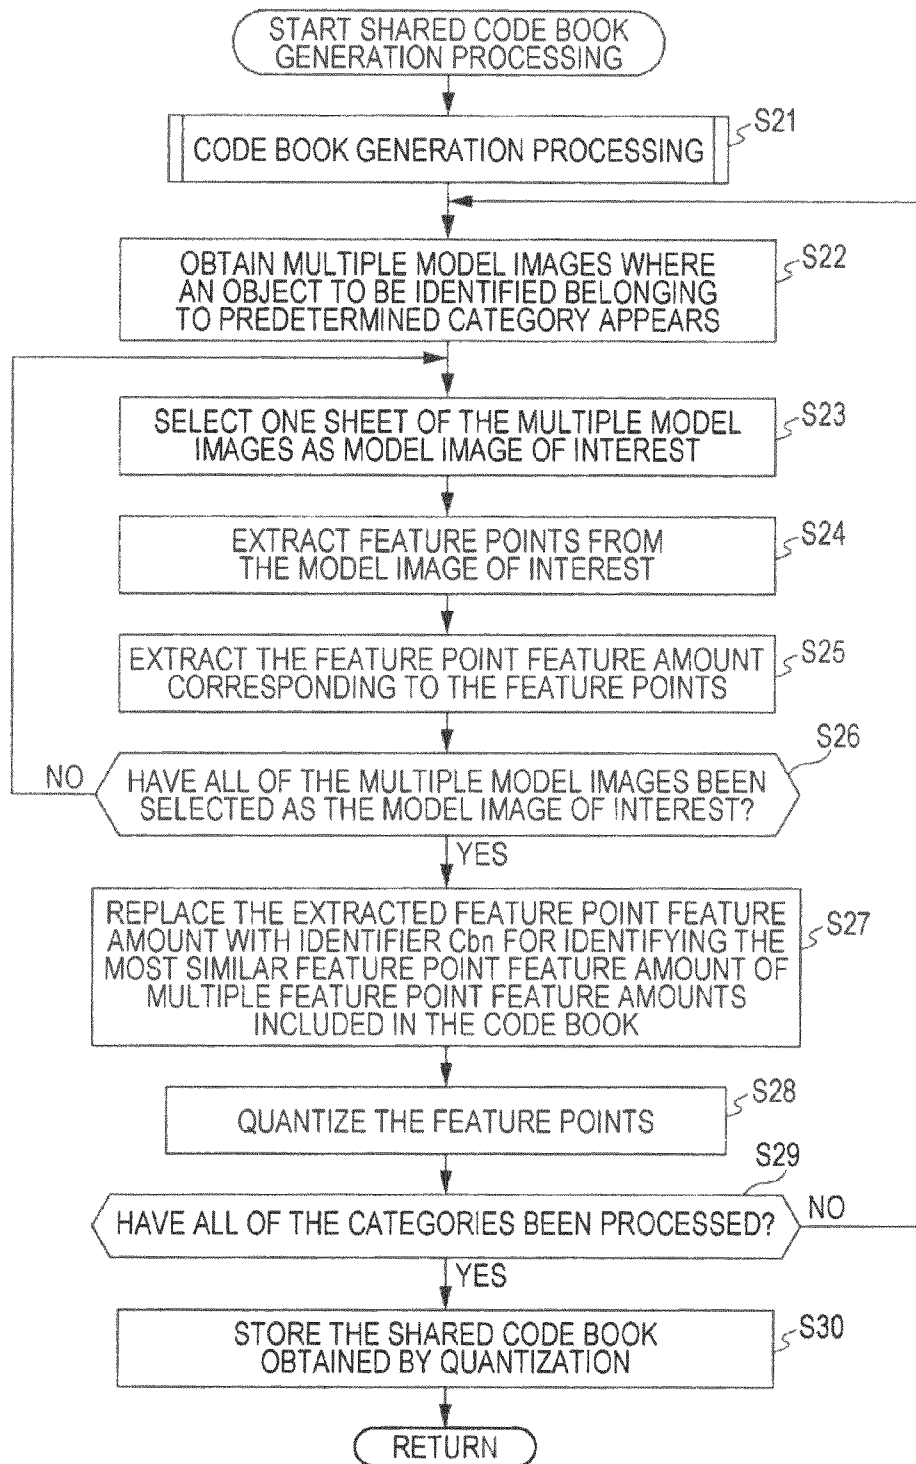 START SHARED CODE BOOK
GENERATION PROCESSING
S21
CODE BOOK GENERATION PROCESSING
S22
OBTAIN MULTIPLE MODEL IMAGES WHERE
AN OBJECT TO BE IDENTIFIED BELONGING
TO PREDETERMINED CATEGORY APPEARS
S23
SELECT ONE SHEET OF THE MULTIPLE MODEL
IMAGES AS MODEL IMAGE OF INTEREST
S24
EXTRACT FEATURE POINTS FROM
THE MODEL IMAGE OF INTEREST
S25
EXTRACT THE FEATURE POINT FEATURE AMOUNT
CORRESPONDING TO THE FEATURE POINTS
S26
NO
HAVE ALL OF THE MULTIPLE MODEL IMAGES BEEN
SELECTED AS THE MODEL IMAGE OF INTEREST?
YES
S27
REPLACE THE EXTRACTED FEATURE POINT FEATURE
AMOUNT WITH IDENTIFIER Cbn FOR IDENTIFYING THE
MOST SIMILAR FEATURE POINT FEATURE AMOUNT OF
MULTIPLE FEATURE POINT FEATURE AMOUNTS
INCLUDED IN THE CODE BOOK
S28
QUANTIZE THE FEATURE POINTS
S29
HAVE ALL OF THE CATEGORIES BEEN PROCESSED?
NO
YES
S30
STORE THE SHARED CODE BOOK
OBTAINED BY QUANTIZATION
RETURN